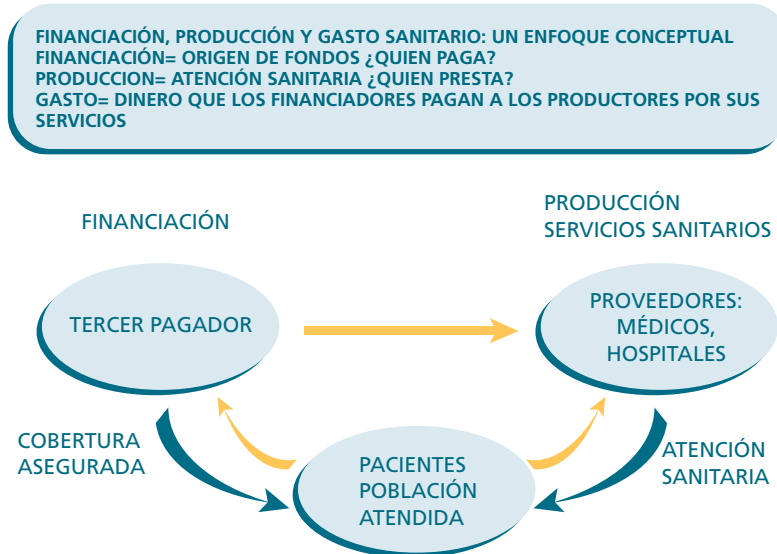 FINANCIACIÓN, PRODUCCIÓN Y GASTO SANITARIO: UN ENFOQUE CONCEPTUAL
FINANCIACIÓN= ORIGEN DE FONDOS ¿QUIEN PAGA?
PRODUCCION= ATENCIÓN SANITARIA ¿QUIEN PRESTA?
GASTO= DINERO QUE LOS FINANCIADORES PAGAN A LOS PRODUCTORES POR SUS
SERVICIOS
FINANCIACIÓN
PRODUCCIÓN
SERVICIOS SANITARIOS
TERCER PAGADOR
PROVEEDORES:
MÉDICOS,
HOSPITALES
COBERTURA
ASEGURADA
PACIENTES
POBLACIÓN
ATENDIDA
ATENCIÓN
SANITARIA